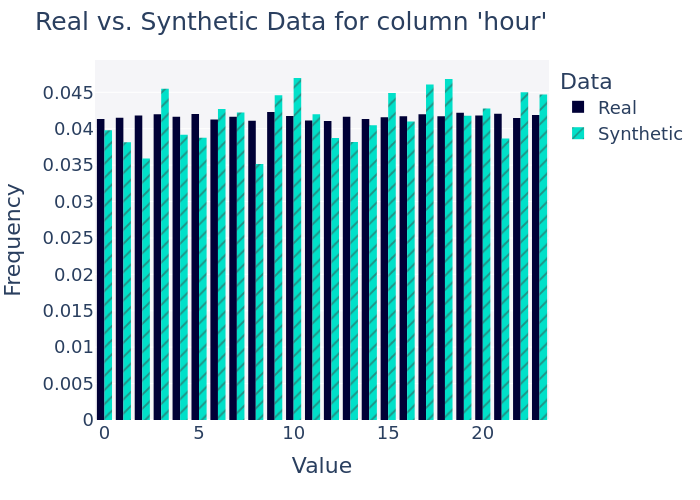 Real vs. Synthetic Data for column 'hour'
Data
Real
Synthetic
0.045
0.04
0.035
0.03
0.025
0.02
0.015
0.01
0.005
0
Frequency
0 5 10 15 20
Value